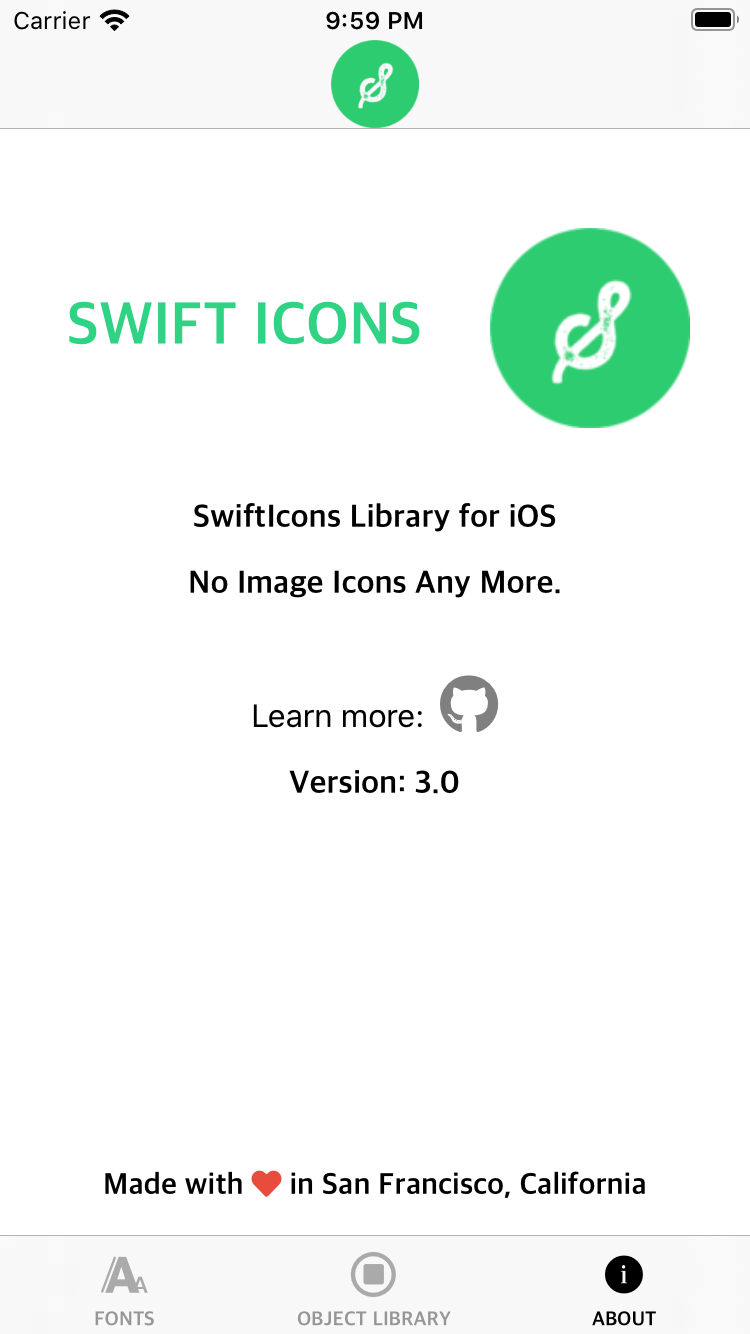 Carrier 9:59 PM
SWIFT ICONS
SwiftIcons Library for iOS
No Image Icons Any More.
Learn more:
Version: 3.0
Made with ❤ in San Francisco, California
FONTS OBJECT LIBRARY ABOUT